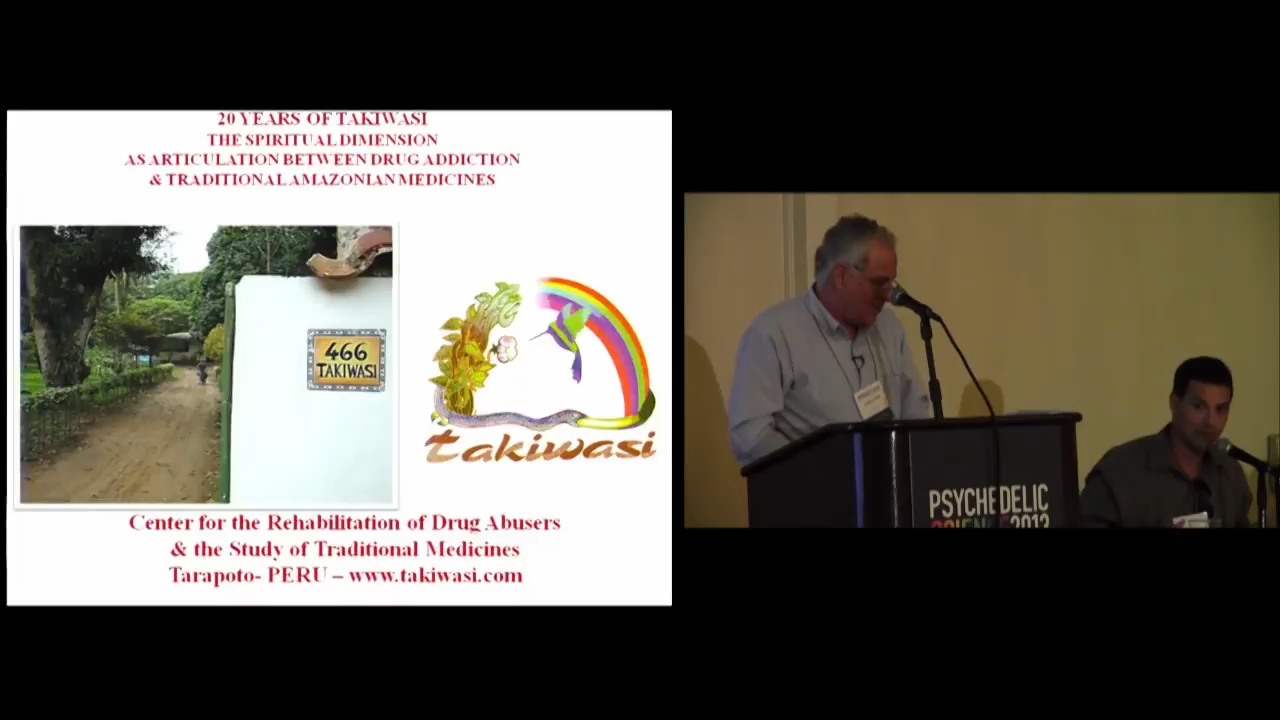 20 YEARS OF TAKIWASI
THE SPIRITUAL DIMENSION
AS ARTICULATION BETWEEN DRUG ADDICTION
& TRADITIONAL AMAZONIAN MEDICINES
466
TAKIWASI
takiwasi
Center for the Rehabilitation of Drug Abusers
& the Study of Traditional Medicines
Tarapoto- PERU – www.takiwasi.com
PSYCHEDELIC
SCIENCE2013